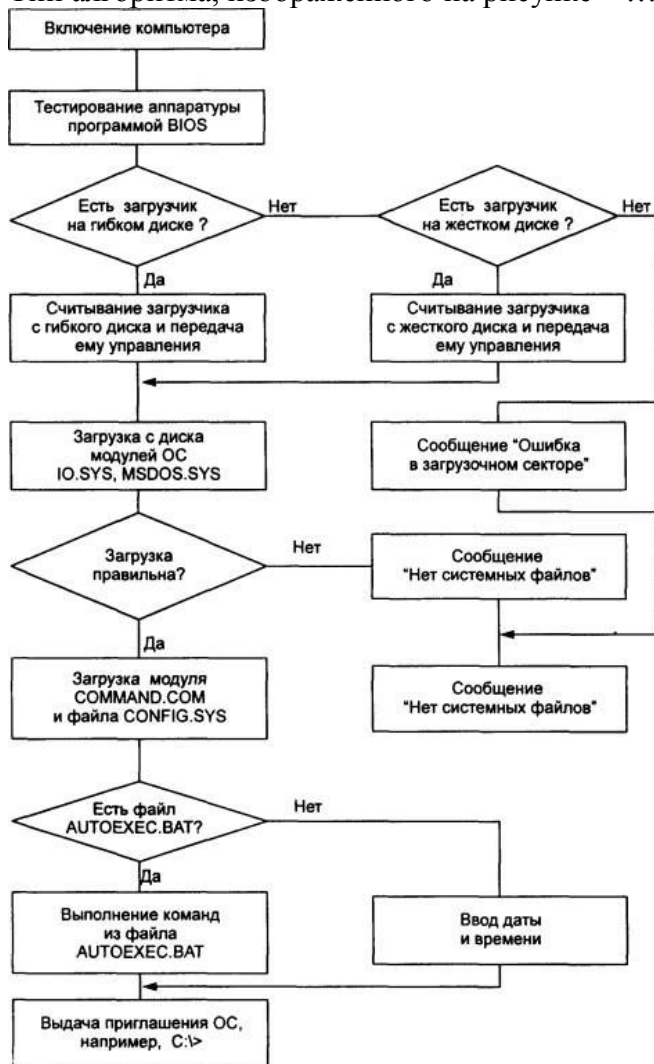 Тип алгоритма, изображенного на рисунке – …
Включение компьютера
Тестирование аппаратуры
программой BIOS
Есть загрузчик
на гибком диске ?
Нет
Есть загрузчик
на жестком диске ?
Нет
Да
Да
Считывание загрузчика
с гибкого диска и передача
ему управления
Считывание загрузчика
с жесткого диска и передача
ему управления
Загрузка с диска
модулей ОС
IO.SYS, MSDOS.SYS
Сообщение "Ошибка
в загрузочном секторе"
Загрузка
правильна?
Нет
Сообщение
"Нет системных файлов"
Да
Загрузка модуля
COMMAND.COM
и файла CONFIG.SYS
Сообщение
"Нет системных файлов"
Есть файл
AUTOEXEC.BAT?
Нет
Да
Выполнение команд
из файла
AUTOEXEC.BAT
Ввод даты
и времени
Выдача приглашения ОС,
например, C:\>